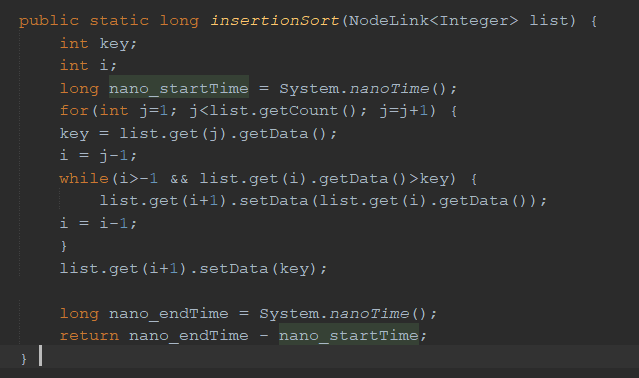 public static long insertionSort(NodeLink<Integer> list) {
    int key;
    int i;
    long nano_startTime = System.nanoTime();
    for(int j=1; j<list.getCount(); j=j+1) {
    key = list.get(j).getData();
    i = j-1;
    while(i>-1 && list.get(i).getData()>key) {
        list.get(i+1).setData(list.get(i).getData());
    i = i-1;
    }
    list.get(i+1).setData(key);

    long nano_endTime = System.nanoTime();
    return nano_endTime - nano_startTime;
}